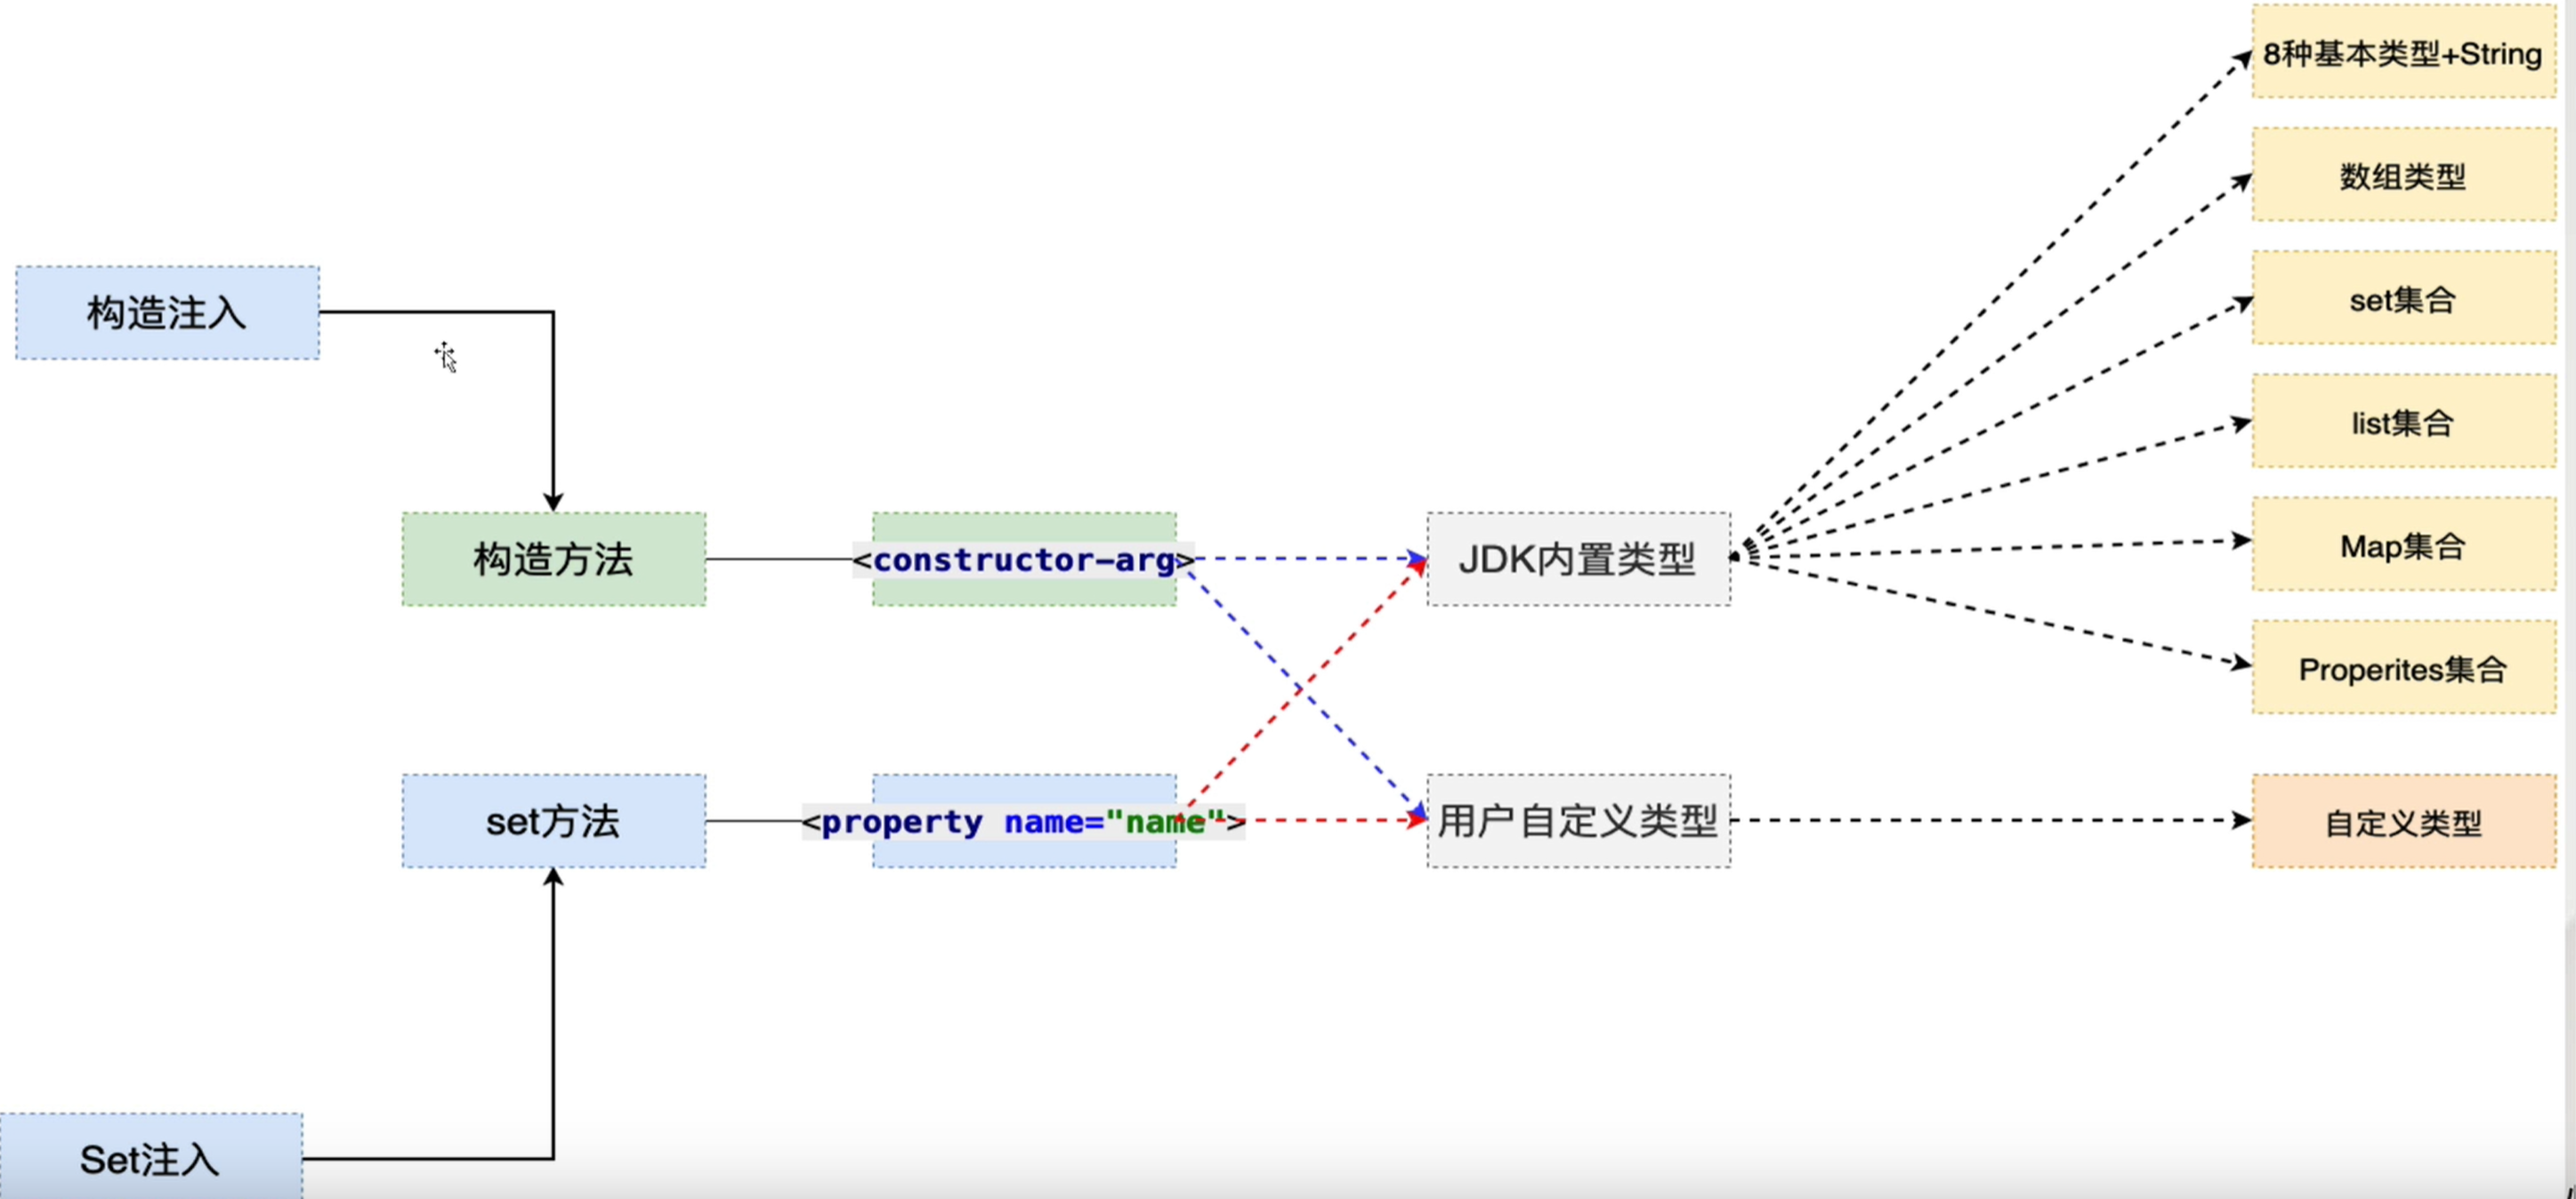 8种基本类型+String
数组类型
set集合
构造注入
list集合
构造方法
<constructor-arg>
JDK内置类型
Map集合
Properites集合
set方法
<property name="name">
用户自定义类型
自定义类型
Set注入